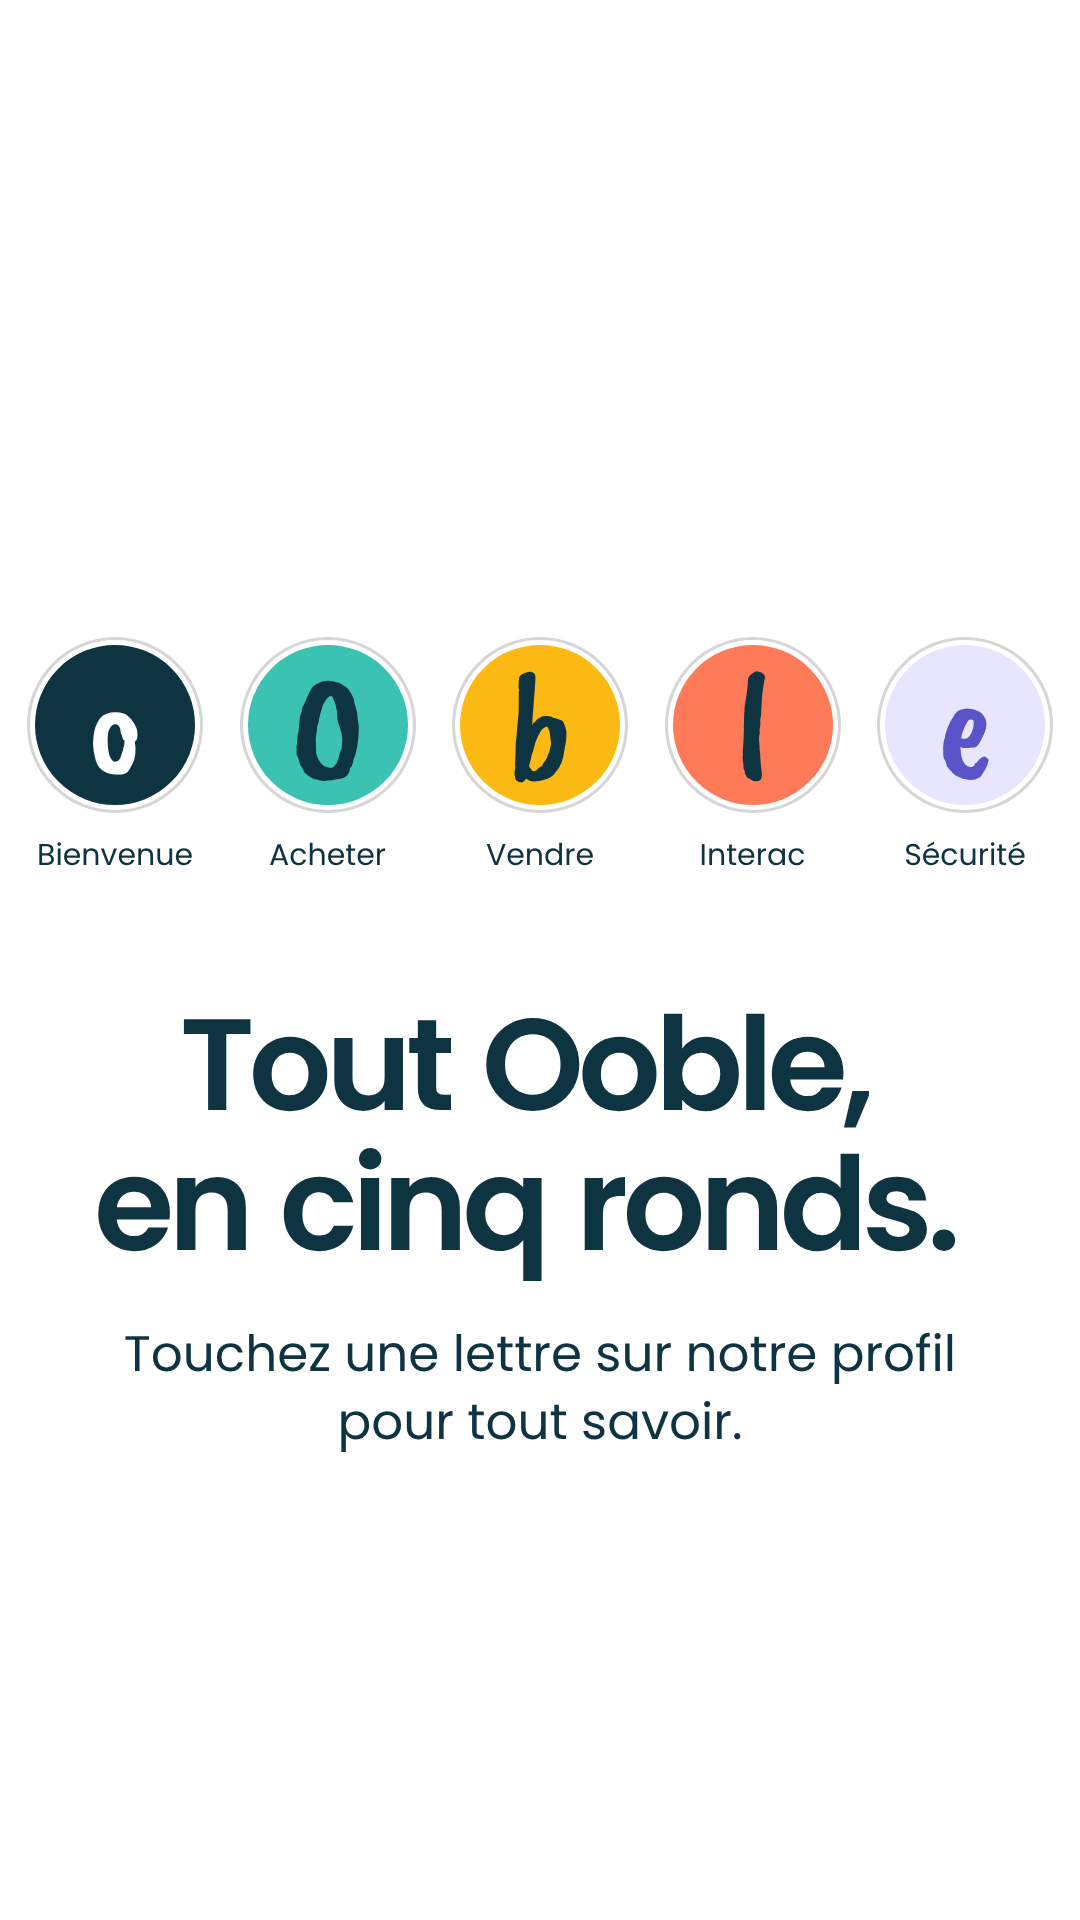 o O b l e
Bienvenue Acheter Vendre Interac Sécurité
Tout Ooble,
en cinq ronds.
Touchez une lettre sur notre profil
pour tout savoir.